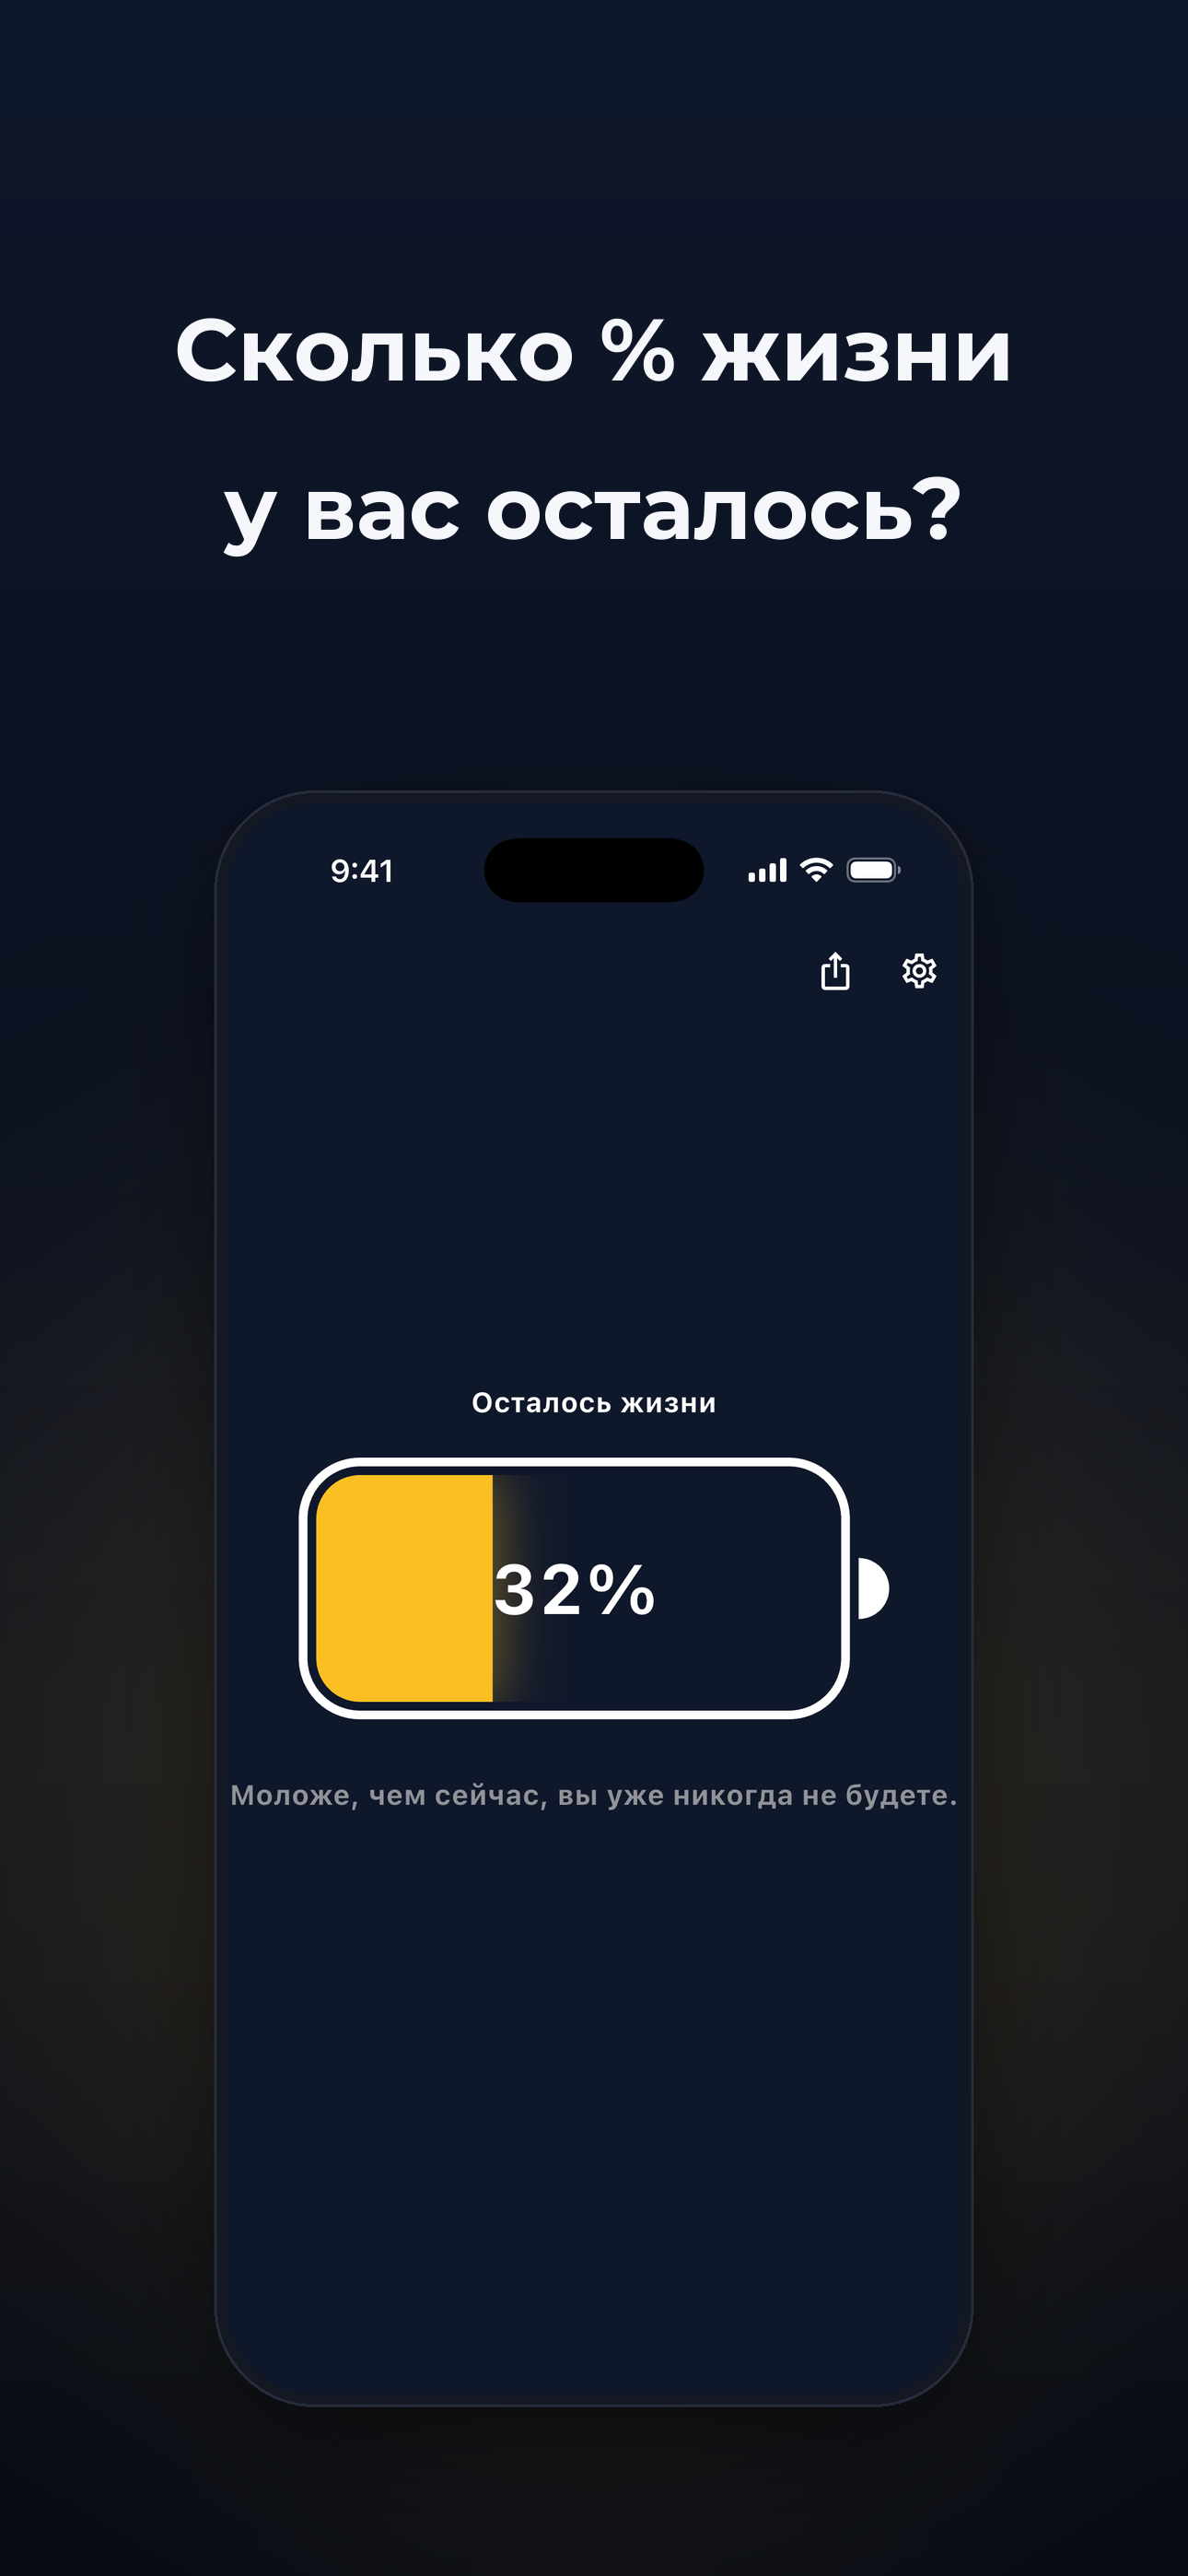 Сколько % жизни
у вас осталось?
9:41
Осталось жизни
32%
Моложе, чем сейчас, вы уже никогда не будете.